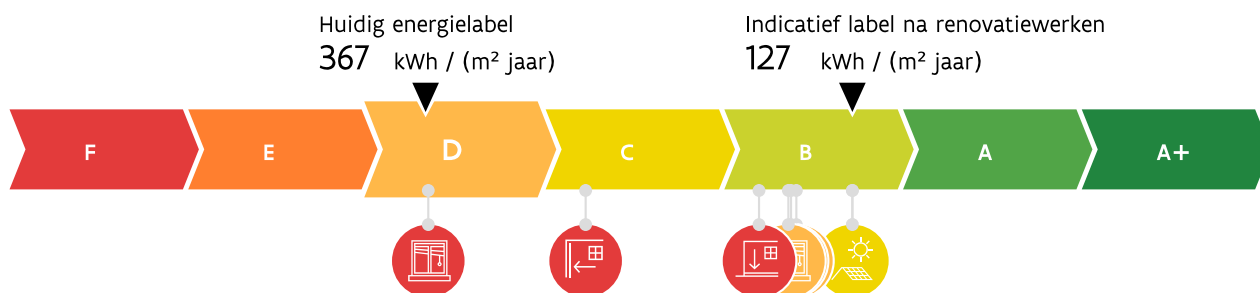 Huidig energielabel
367 kWh / (m² jaar)
Indicatief label na renovatiewerken
127 kWh / (m² jaar)
F E D C B A A+